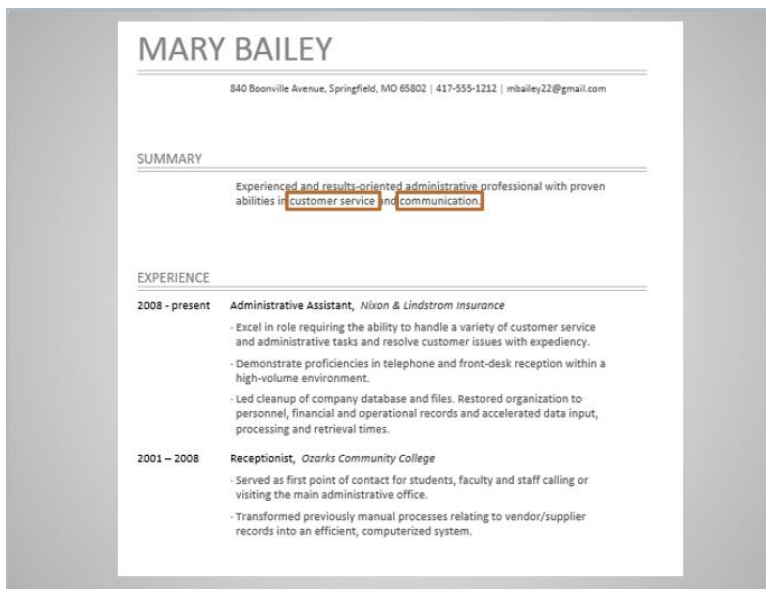 MARY BAILEY
840 Boonville Avenue, Springfield, MO 65802 | 417-555-1212 | mbailey22@gmail.com
SUMMARY
Experienced and results-oriented administrative professional with proven
abilities in customer service and communication.
EXPERIENCE
2008 - present Administrative Assistant, Nixon & Lindstrom Insurance
· Excel in role requiring the ability to handle a variety of customer service
and administrative tasks and resolve customer issues with expediency.
· Demonstrate proficiencies in telephone and front-desk reception within a
high-volume environment.
· Led cleanup of company database and files. Restored organization to
personnel, financial and operational records and accelerated data input,
processing and retrieval times.
2001 – 2008 Receptionist, Ozarks Community College
· Served as first point of contact for students, faculty and staff calling or
visiting the main administrative office.
· Transformed previously manual processes relating to vendor/supplier
records into an efficient, computerized system.